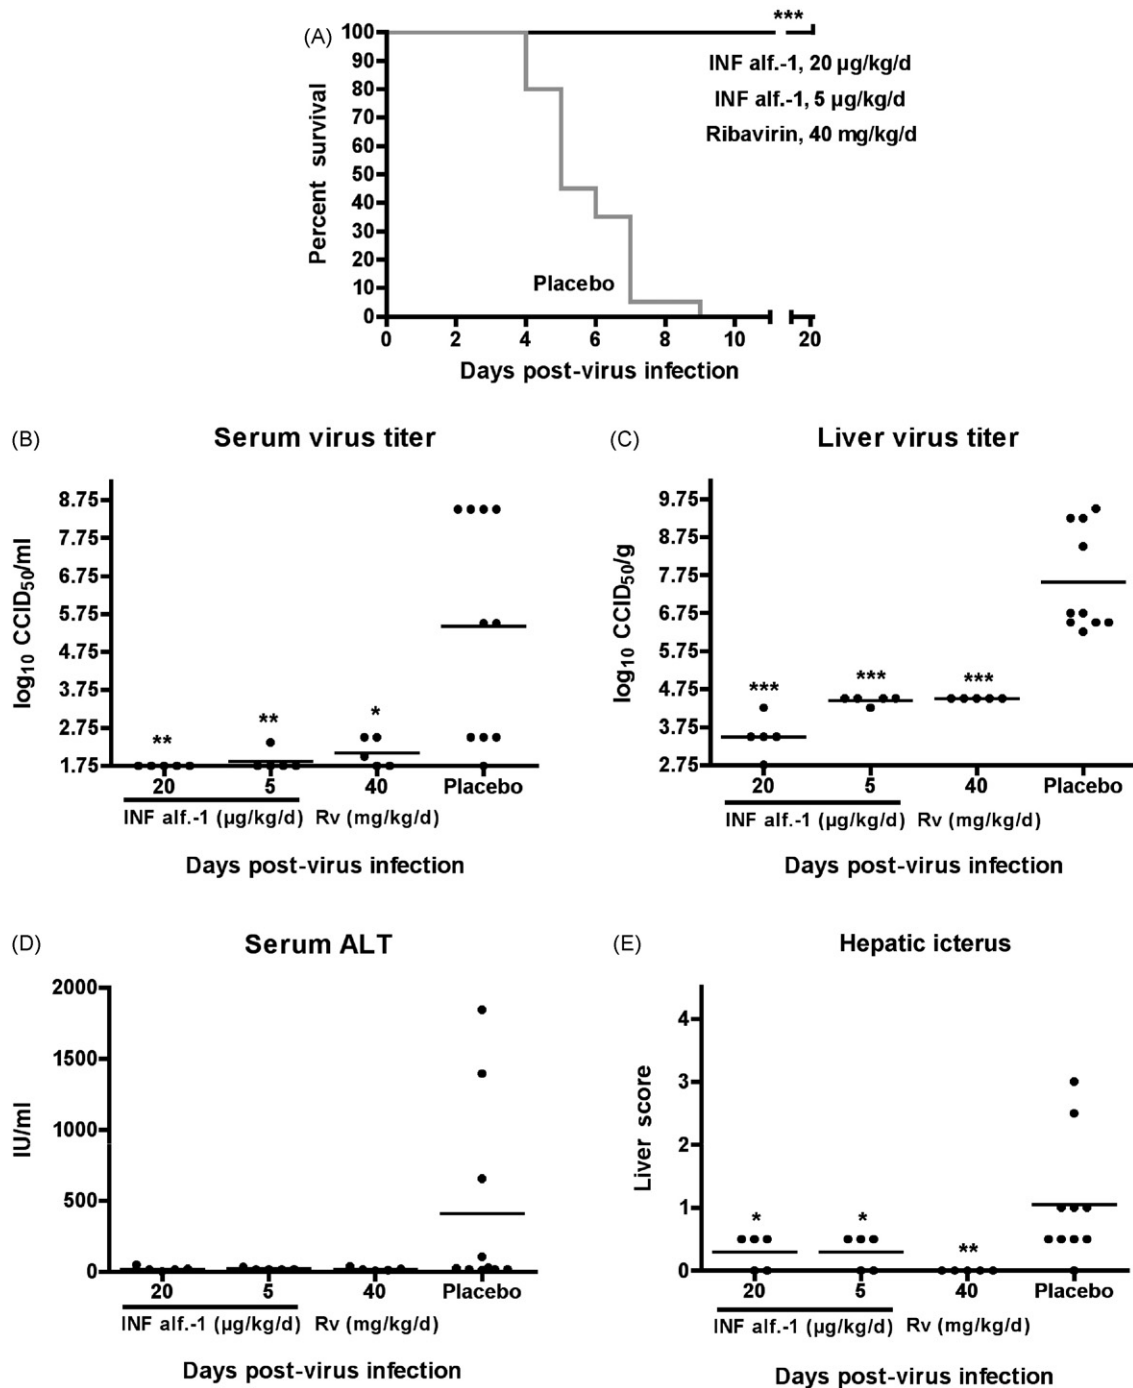 (A)
***
100
90
80
70
60
50
40
30
20
10
0
Percent survival
INF alf.-1, 20 µg/kg/d
INF alf.-1, 5 µg/kg/d
Ribavirin, 40 mg/kg/d
Placebo
0 2 4 6 8 10 20
Days post-virus infection
(B) Serum virus titer
log10 CCID50/ml
8.75
7.75
6.75
5.75
4.75
3.75
2.75
1.75
** ** *
20 5 40 Placebo
INF alf.-1 (µg/kg/d) Rv (mg/kg/d)
Days post-virus infection
(C) Liver virus titer
log10 CCID50/g
9.75
8.75
7.75
6.75
5.75
4.75
3.75
2.75
*** *** ***
20 5 40 Placebo
INF alf.-1 (µg/kg/d) Rv (mg/kg/d)
Days post-virus infection
(D) Serum ALT
IU/ml
2000
1500
1000
500
0
20 5 40 Placebo
INF alf.-1 (µg/kg/d) Rv (mg/kg/d)
Days post-virus infection
(E) Hepatic icterus
Liver score
4
3
2
1
0
* * **
20 5 40 Placebo
INF alf.-1 (µg/kg/d) Rv (mg/kg/d)
Days post-virus infection